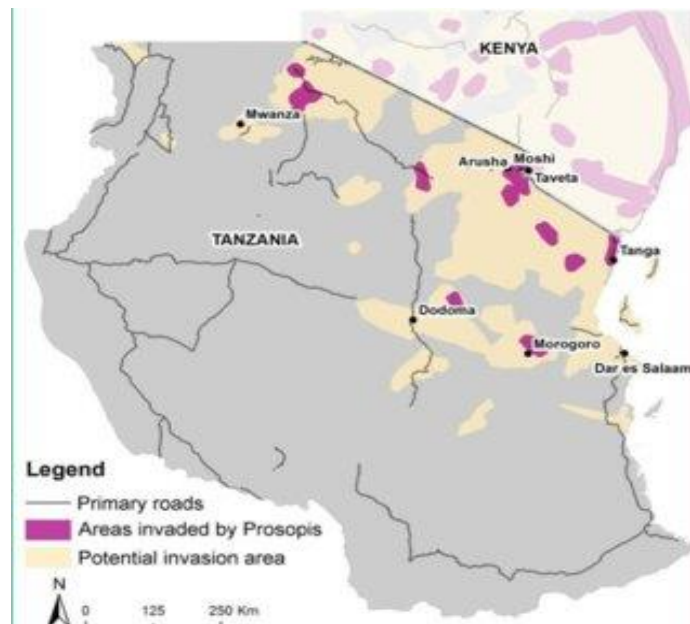 KENYA
Mwanza
Arusha Moshi
Taveta
TANZANIA
Tanga
Dodoma
Morogoro
Dar es Salaam
Legend
Primary roads
Areas invaded by Prosopis
Potential invasion area
N
0 125 250 Km